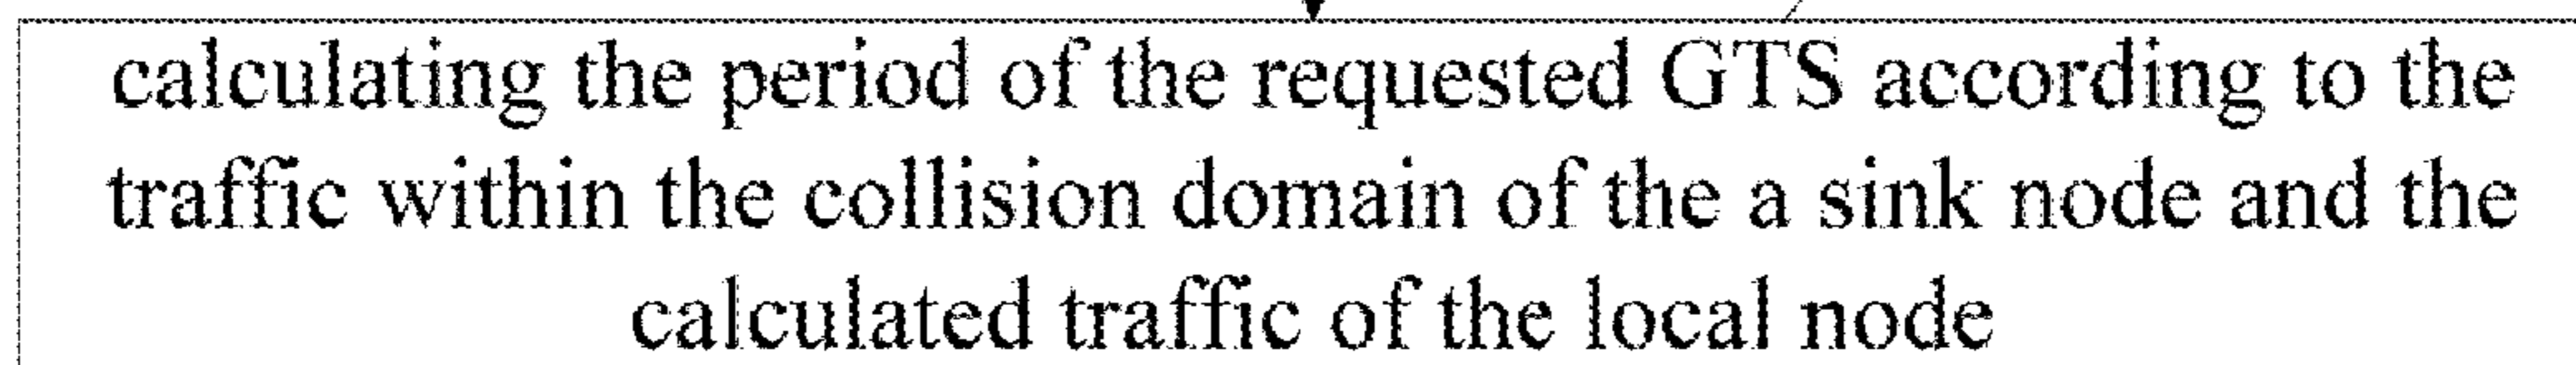 calculating the period of the requested GTS according to the
traffic within the collision domain of the a sink node and the
calculated traffic of the local node